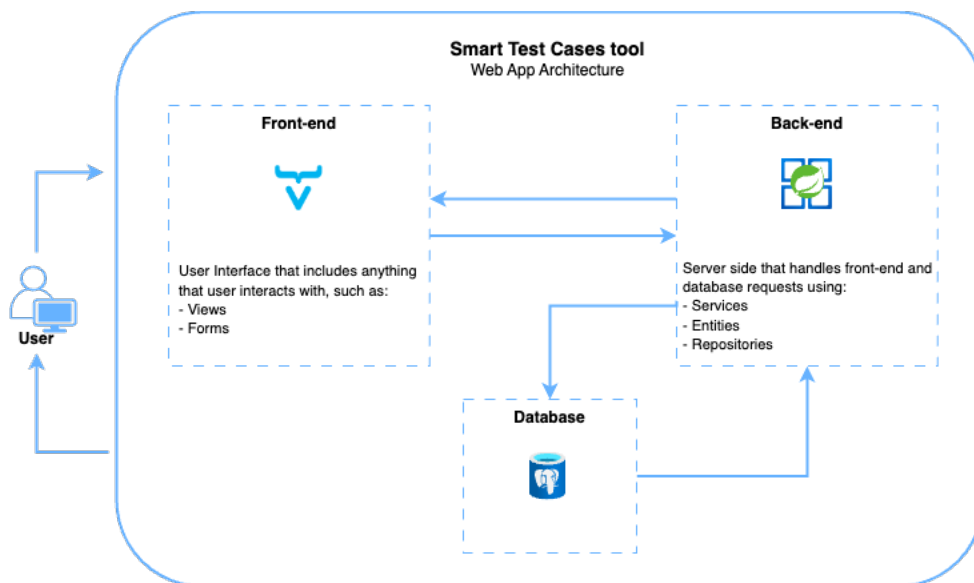 Smart Test Cases tool
Web App Architecture
Front-end
User Interface that includes anything
that user interacts with, such as:
- Views
- Forms
Back-end
Server side that handles front-end and
database requests using:
- Services
- Entities
- Repositories
User
Database